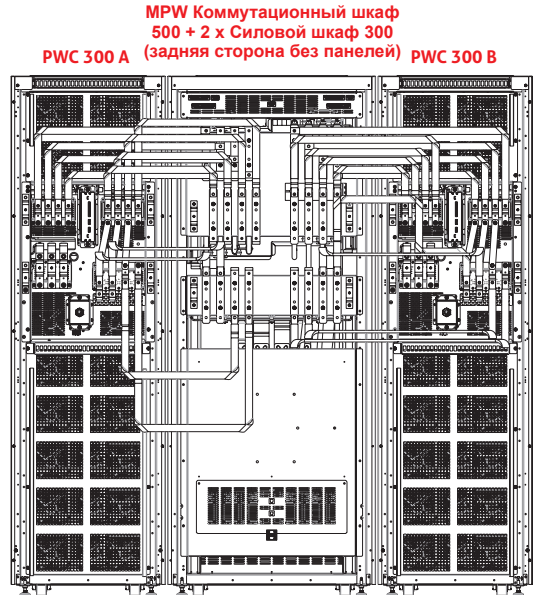 MPW Коммутационный шкаф
500 + 2 x Силовой шкаф 300
(задняя сторона без панелей)
PWC 300 A
PWC 300 B